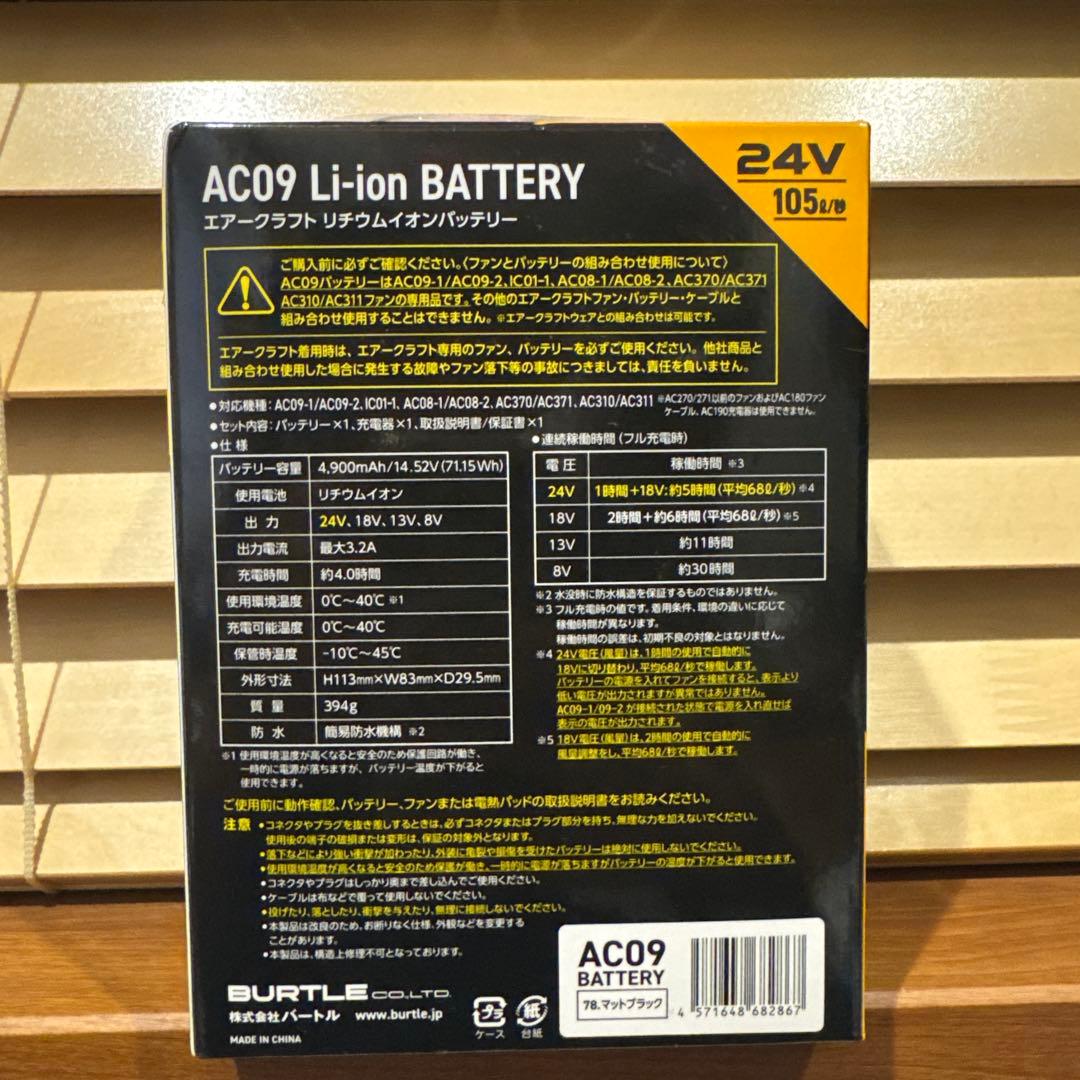 AC09 Li-ion BATTERY
エアークラフト リチウムイオンバッテリー
24V
105ℓ/秒
ご購入前に必ずご確認ください。〈ファンとバッテリーの組み合わせ使用について〉
AC09バッテリーはAC09-1/AC09-2、IC01-1、AC08-1/AC08-2、AC370/AC371
AC310/AC311ファンの専用品です。その他のエアークラフトファン・バッテリー・ケーブルと
組み合わせ使用することはできません。※エアークラフトウェアとの組み合わせは可能です。
エアークラフト着用時は、エアークラフト専用のファン、バッテリーを必ずご使用ください。他社商品と
組み合わせ使用した場合に発生する故障やファン落下等の事故につきましては、責任を負いません。
●対応機種：AC09-1/AC09-2、IC01-1、AC08-1/AC08-2、AC370/AC371、AC310/AC311 ※AC270/271以前のファンおよびAC180ファン
ケーブル、AC190充電器は使用できません。
●セット内容：バッテリー×1、充電器×1、取扱説明書/保証書×1
●仕様
バッテリー容量 4,900mAh/14.52V(71.15Wh)
使用電池 リチウムイオン
出力 24V、18V、13V、8V
出力電流 最大3.2A
充電時間 約4.0時間
使用環境温度 0℃～40℃ ※1
充電可能温度 0℃～40℃
保管時温度 -10℃～45℃
外形寸法 H113mm×W83mm×D29.5mm
質量 394g
防水 簡易防水機構 ※2
※1 使用環境温度が高くなると安全のため保護回路が働き、
一時的に電源が落ちますが、バッテリー温度が下がると
使用できます。
●連続稼働時間（フル充電時）
電圧 稼働時間 ※3
24V 1時間+18V：約5時間(平均68ℓ/秒) ※4
18V 2時間＋約6時間(平均68ℓ/秒) ※5
13V 約11時間
8V 約30時間
※2 水没時に防水構造を保証するものではありません。
※3 フル充電時の値です。着用条件、環境の違いに応じて
稼働時間が異なります。
稼働時間の誤差は、初期不良の対象とはなりません。
※4 24V電圧（風量）は、1時間の使用で自動的に
18Vに切り替わり、平均68ℓ/秒で稼働します。
バッテリーの電源を入れてファンを接続すると、表示より
低い電圧が出力されますが異常ではありません。
AC09-1/09-2が接続された状態で電源を入れ直せば
表示の電圧が出力されます。
※5 18V電圧（風量）は、2時間の使用で自動的に
風量調整をし、平均68ℓ/秒で稼働します。
ご使用前に動作確認、バッテリー、ファンまたは電熱パッドの取扱説明書をお読みください。
注意 ●コネクタやプラグを抜き差しするときは、必ずコネクタまたはプラグ部分を持ち、無理な力を加えないでください。
使用後の端子の破損または変形は、保証の対象外となります。
●落下などにより強い衝撃が加わったり、外装に亀裂や損傷を受けたバッテリーは絶対に使用しないでください。
●使用環境温度が高くなると安全のため保護が働き、一時的に電源が落ちますがバッテリーの温度が下がると使用できます。
●コネクタやプラグはしっかり奥まで差し込んでご使用ください。
●ケーブルは布などで覆って使用しないでください。
●投げたり、落としたり、衝撃を与えたり、無理に接続しないでください。
●本製品は改良のため、お断りなく仕様、外観などを変更する
ことがあります。
●本製品は、構造上修理不可となっております。
BURTLE CO.,LTD.
株式会社バートル www.burtle.jp
MADE IN CHINA
プラ
ケース
紙
台紙
AC09
BATTERY
78.マットブラック
4 571648 682867